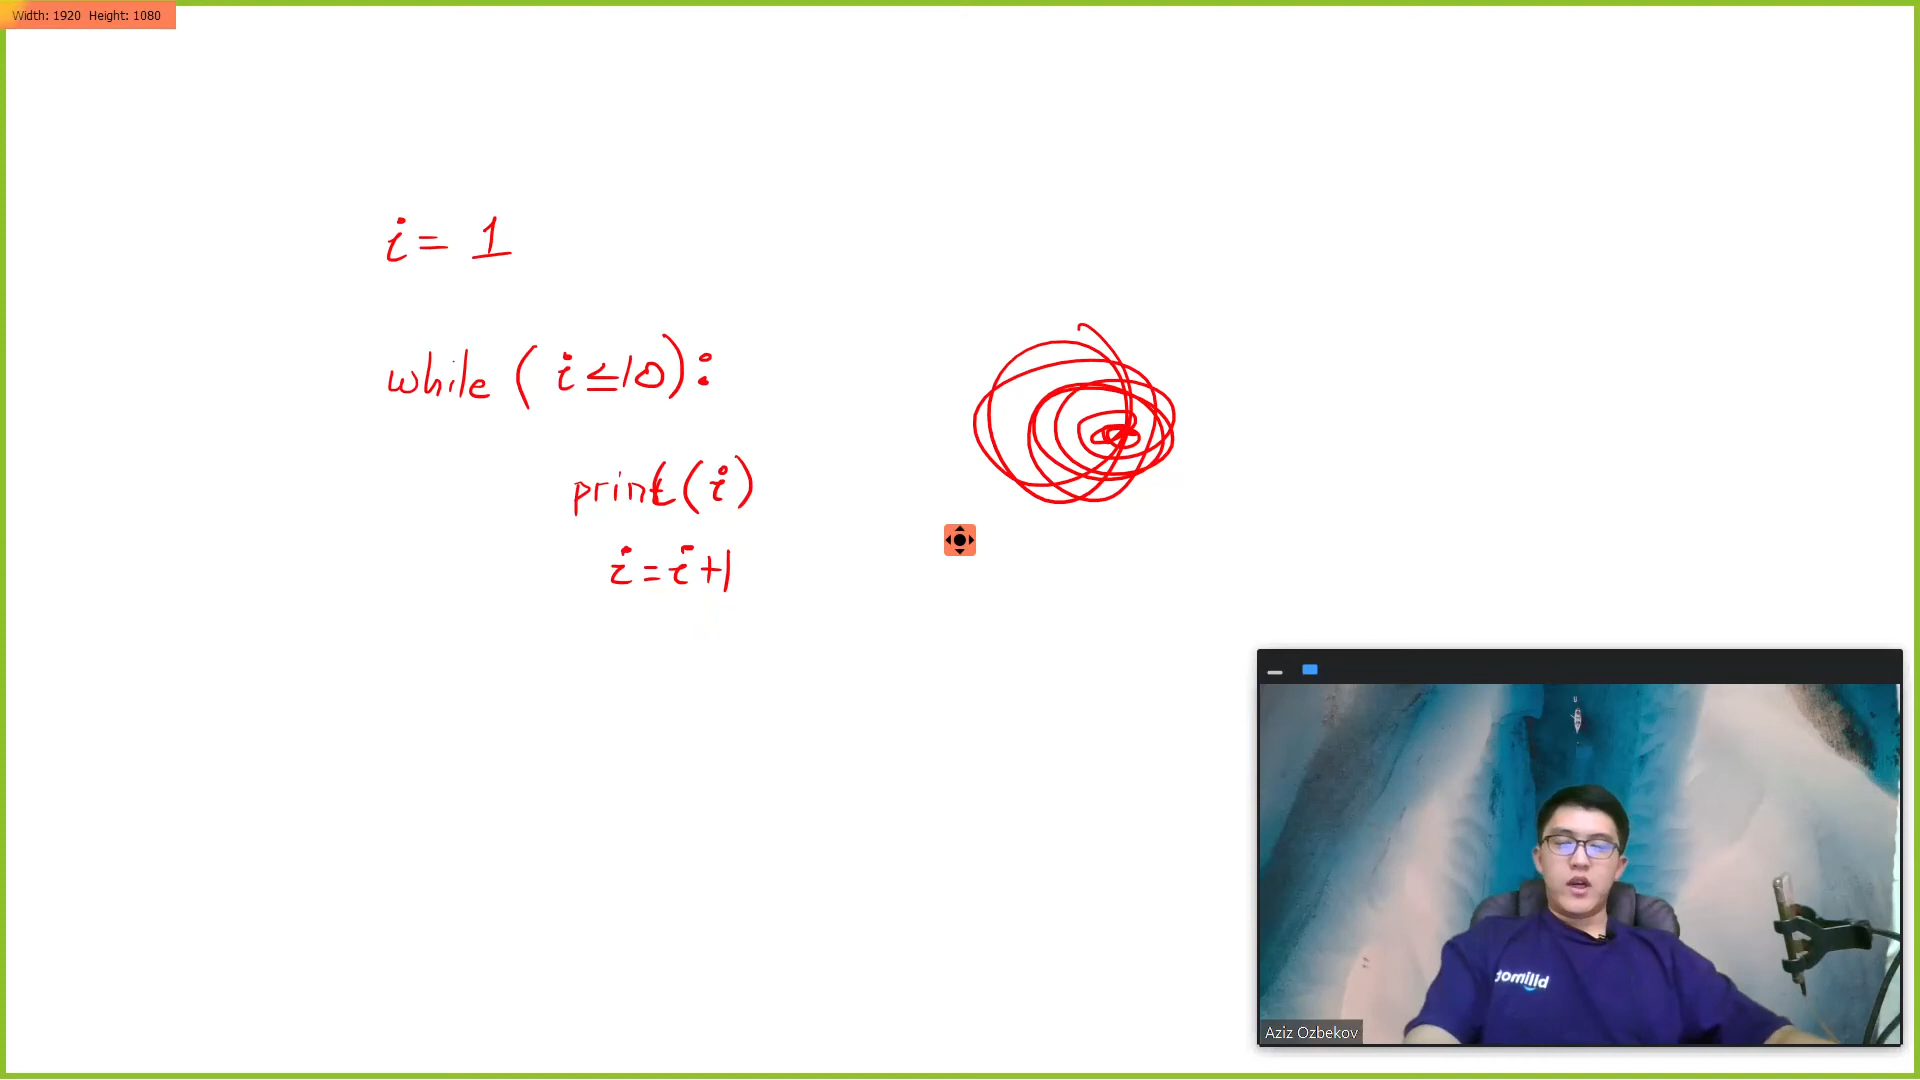 Width: 1920 Height: 1080
i = 1
while ( i ≤ 10 ) :
print ( i )
i = i + 1
Aziz Ozbekov